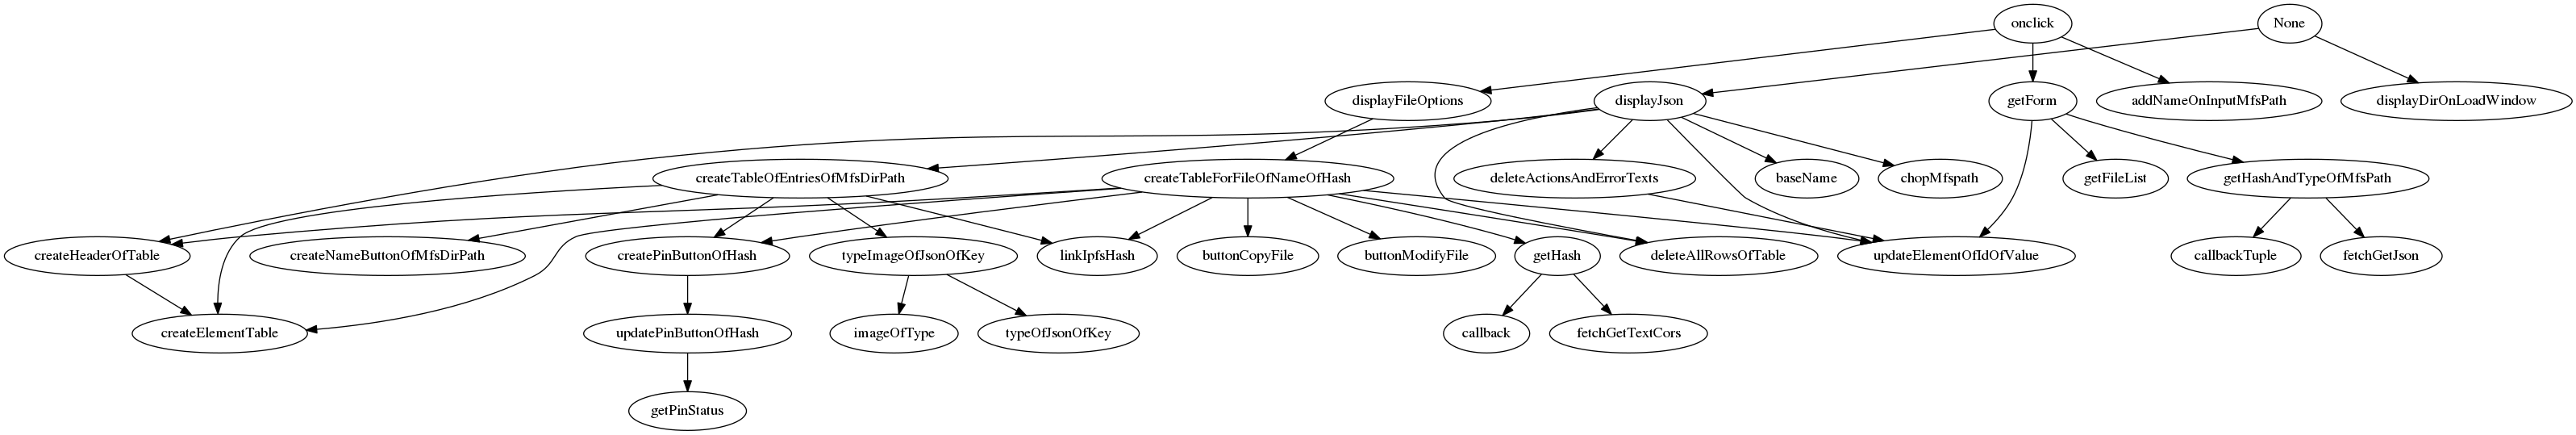 onclick
None
displayFileOptions
displayJson
getForm
addNameOnInputMfsPath
displayDirOnLoadWindow
createTableOfEntriesOfMfsDirPath
createTableForFileOfNameOfHash
deleteActionsAndErrorTexts
baseName
chopMfspath
getFileList
getHashAndTypeOfMfsPath
createHeaderOfTable
createNameButtonOfMfsDirPath
createPinButtonOfHash
typeImageOfJsonOfKey
linkIpfsHash
buttonCopyFile
buttonModifyFile
getHash
deleteAllRowsOfTable
updateElementOfIdOfValue
callbackTuple
fetchGetJson
createElementTable
updatePinButtonOfHash
imageOfType
typeOfJsonOfKey
callback
fetchGetTextCors
getPinStatus